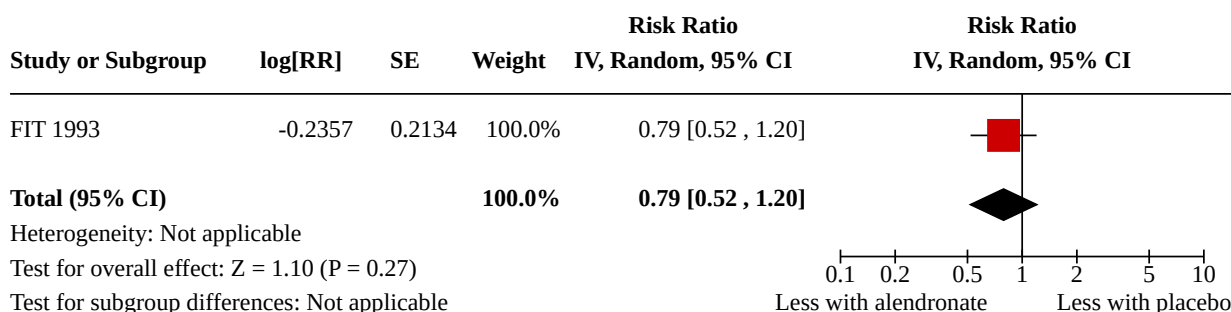 Risk Ratio Risk Ratio
Study or Subgroup log[RR] SE Weight IV, Random, 95% CI IV, Random, 95% CI
FIT 1993 -0.2357 0.2134 100.0% 0.79 [0.52 , 1.20]
Total (95% CI) 100.0% 0.79 [0.52 , 1.20]
Heterogeneity: Not applicable
Test for overall effect: Z = 1.10 (P = 0.27)
0.1 0.2 0.5 1 2 5 10
Test for subgroup differences: Not applicable Less with alendronate Less with placebo